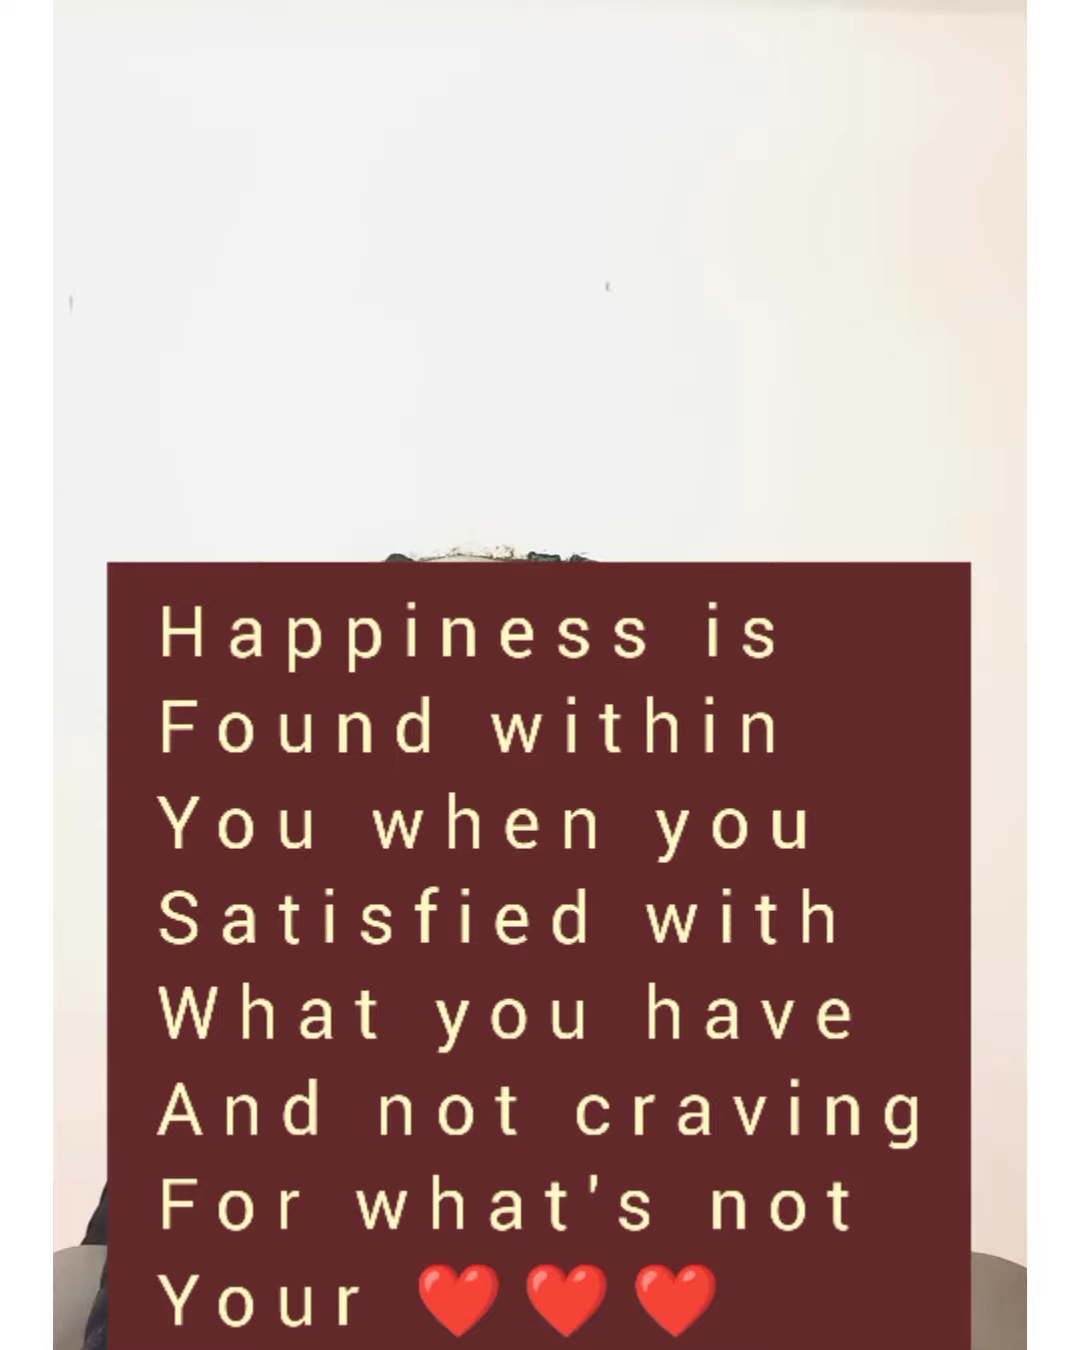 Happiness is
Found within
You when you
Satisfied with
What you have
And not craving
For what's not
Your ❤️❤️❤️